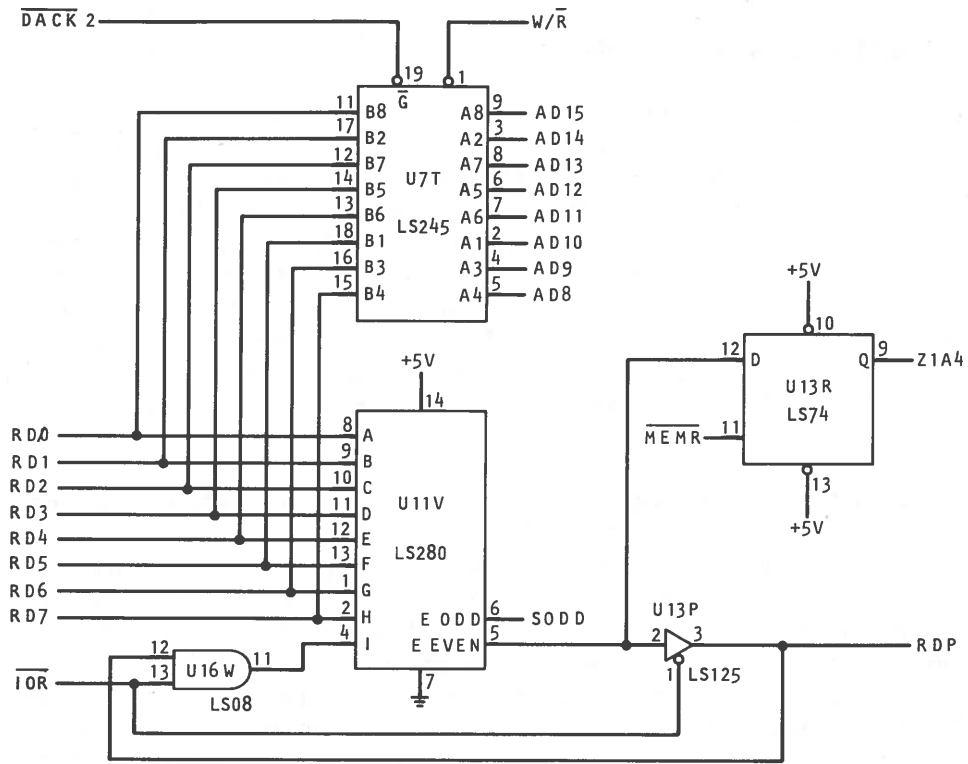 DACK 2
W/R
19
1
G
11 B8 A8 9 AD15
17 B2 A2 3 AD14
12 B7 A7 8 AD13
14 B5 A5 6 AD12
13 B6 A6 7 AD11
18 B1 A1 2 AD10
16 B3 A3 4 AD9
15 B4 A4 5 AD8
U7T
LS245
+5V
10
12 D Q 9 Z1A4
U13R
LS74
MEMR 11
13
+5V
+5V
14
RD0 8 A
RD1 9 B
RD2 10 C
RD3 11 D
RD4 12 E
RD5 13 F
RD6 1 G
RD7 2 H
4 I
U11V
LS280
E ODD 6 SODD
E EVEN 5
7
U13P
2 3 RDP
1 LS125
12
13
U16W 11
LS08
IOR